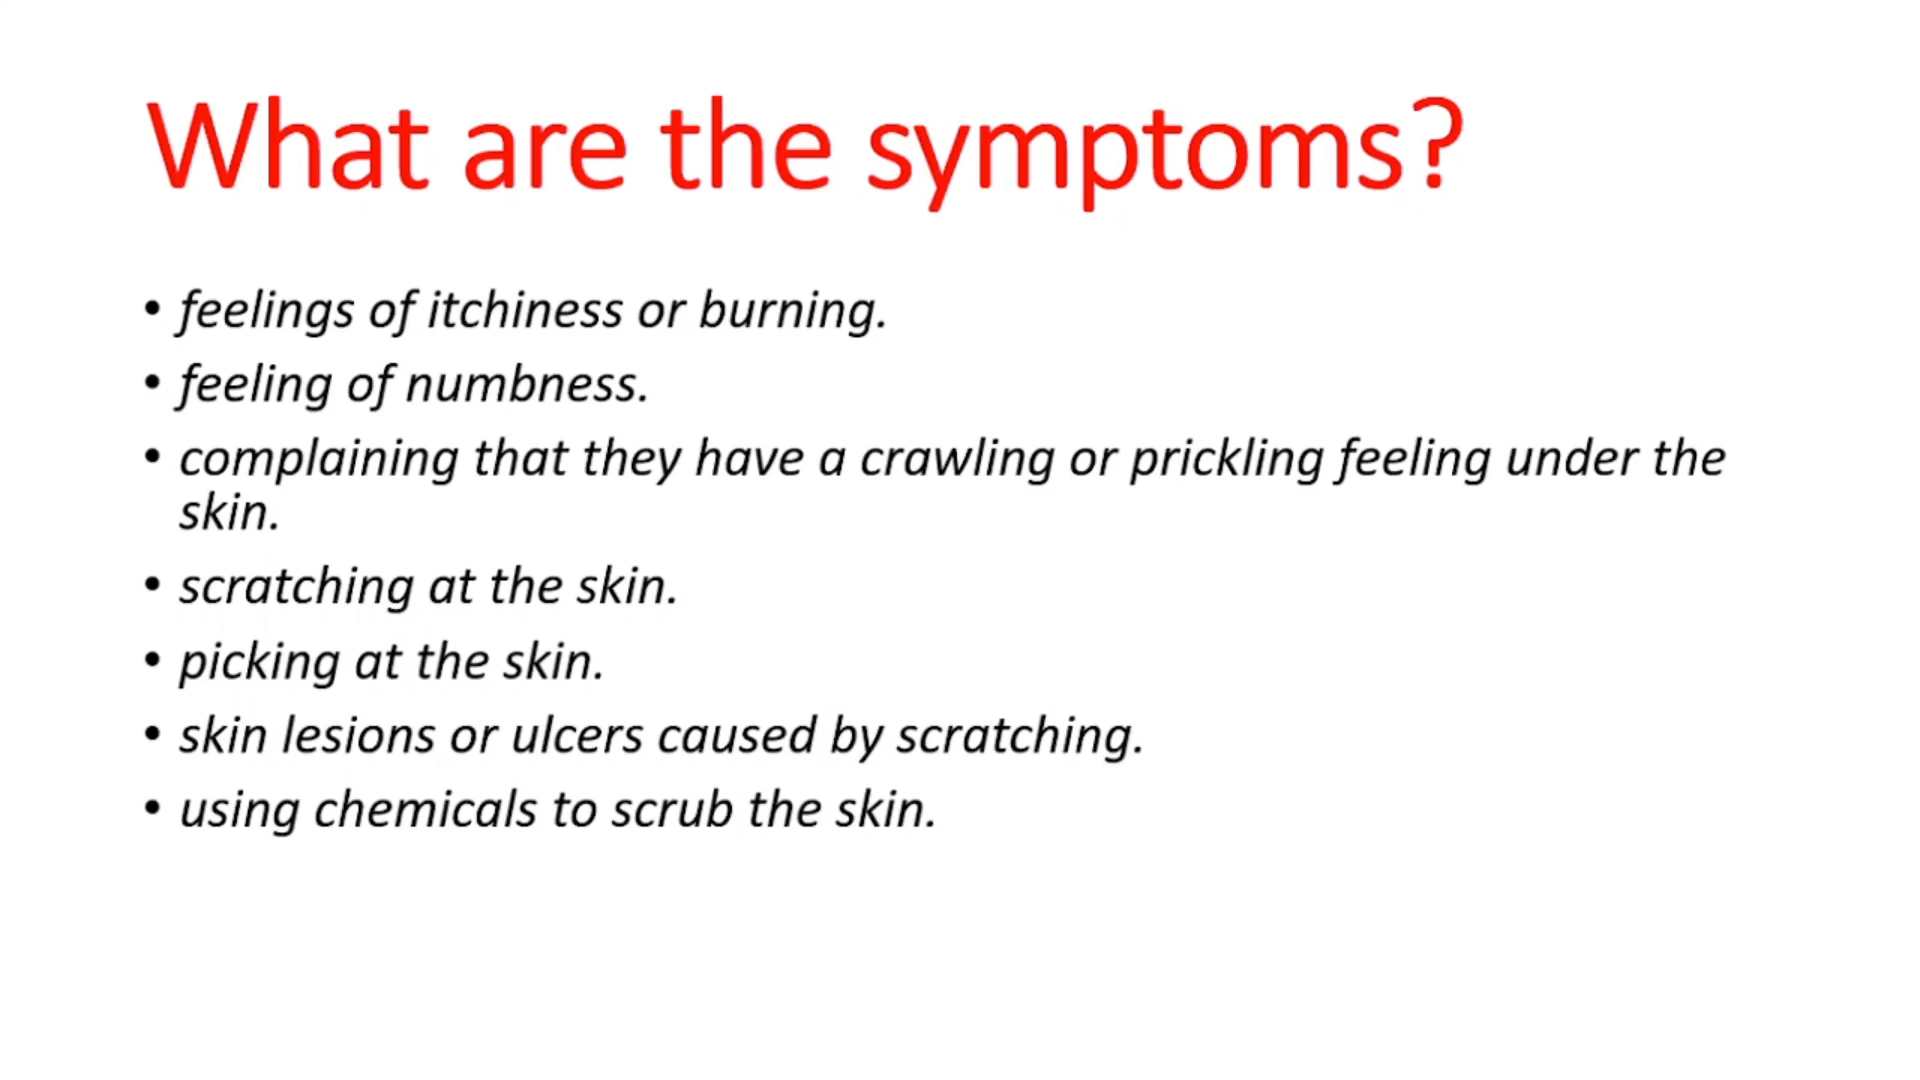 What are the symptoms?
• feelings of itchiness or burning.
• feeling of numbness.
• complaining that they have a crawling or prickling feeling under the
skin.
• scratching at the skin.
• picking at the skin.
• skin lesions or ulcers caused by scratching.
• using chemicals to scrub the skin.